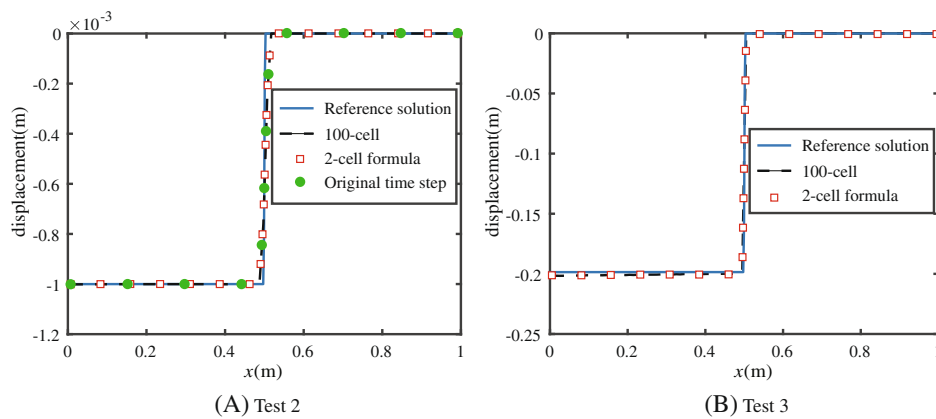 ×10⁻³
0
-0.2
-0.4
-0.6
-0.8
-1
-1.2
displacement(m)
Reference solution
100-cell
2-cell formula
Original time step
0 0.2 0.4 0.6 0.8 1
x(m)
(A) Test 2
0
-0.05
-0.1
-0.15
-0.2
-0.25
displacement(m)
Reference solution
100-cell
2-cell formula
0 0.2 0.4 0.6 0.8 1
x(m)
(B) Test 3